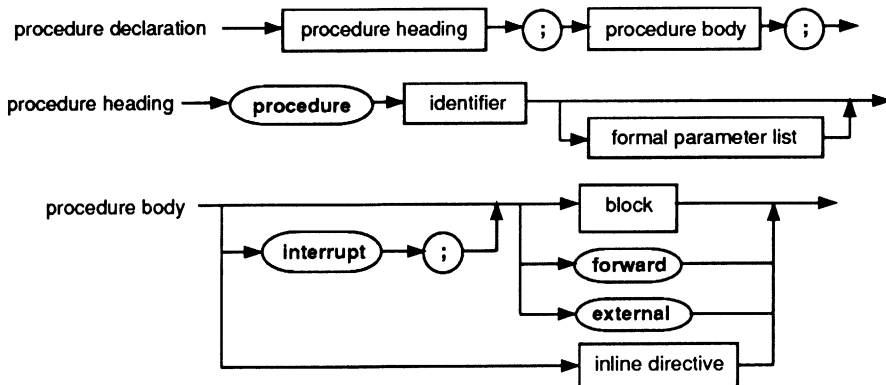 procedure declaration procedure heading ; procedure body ;
procedure heading procedure identifier
formal parameter list
procedure body block
interrupt ; forward
external
inline directive